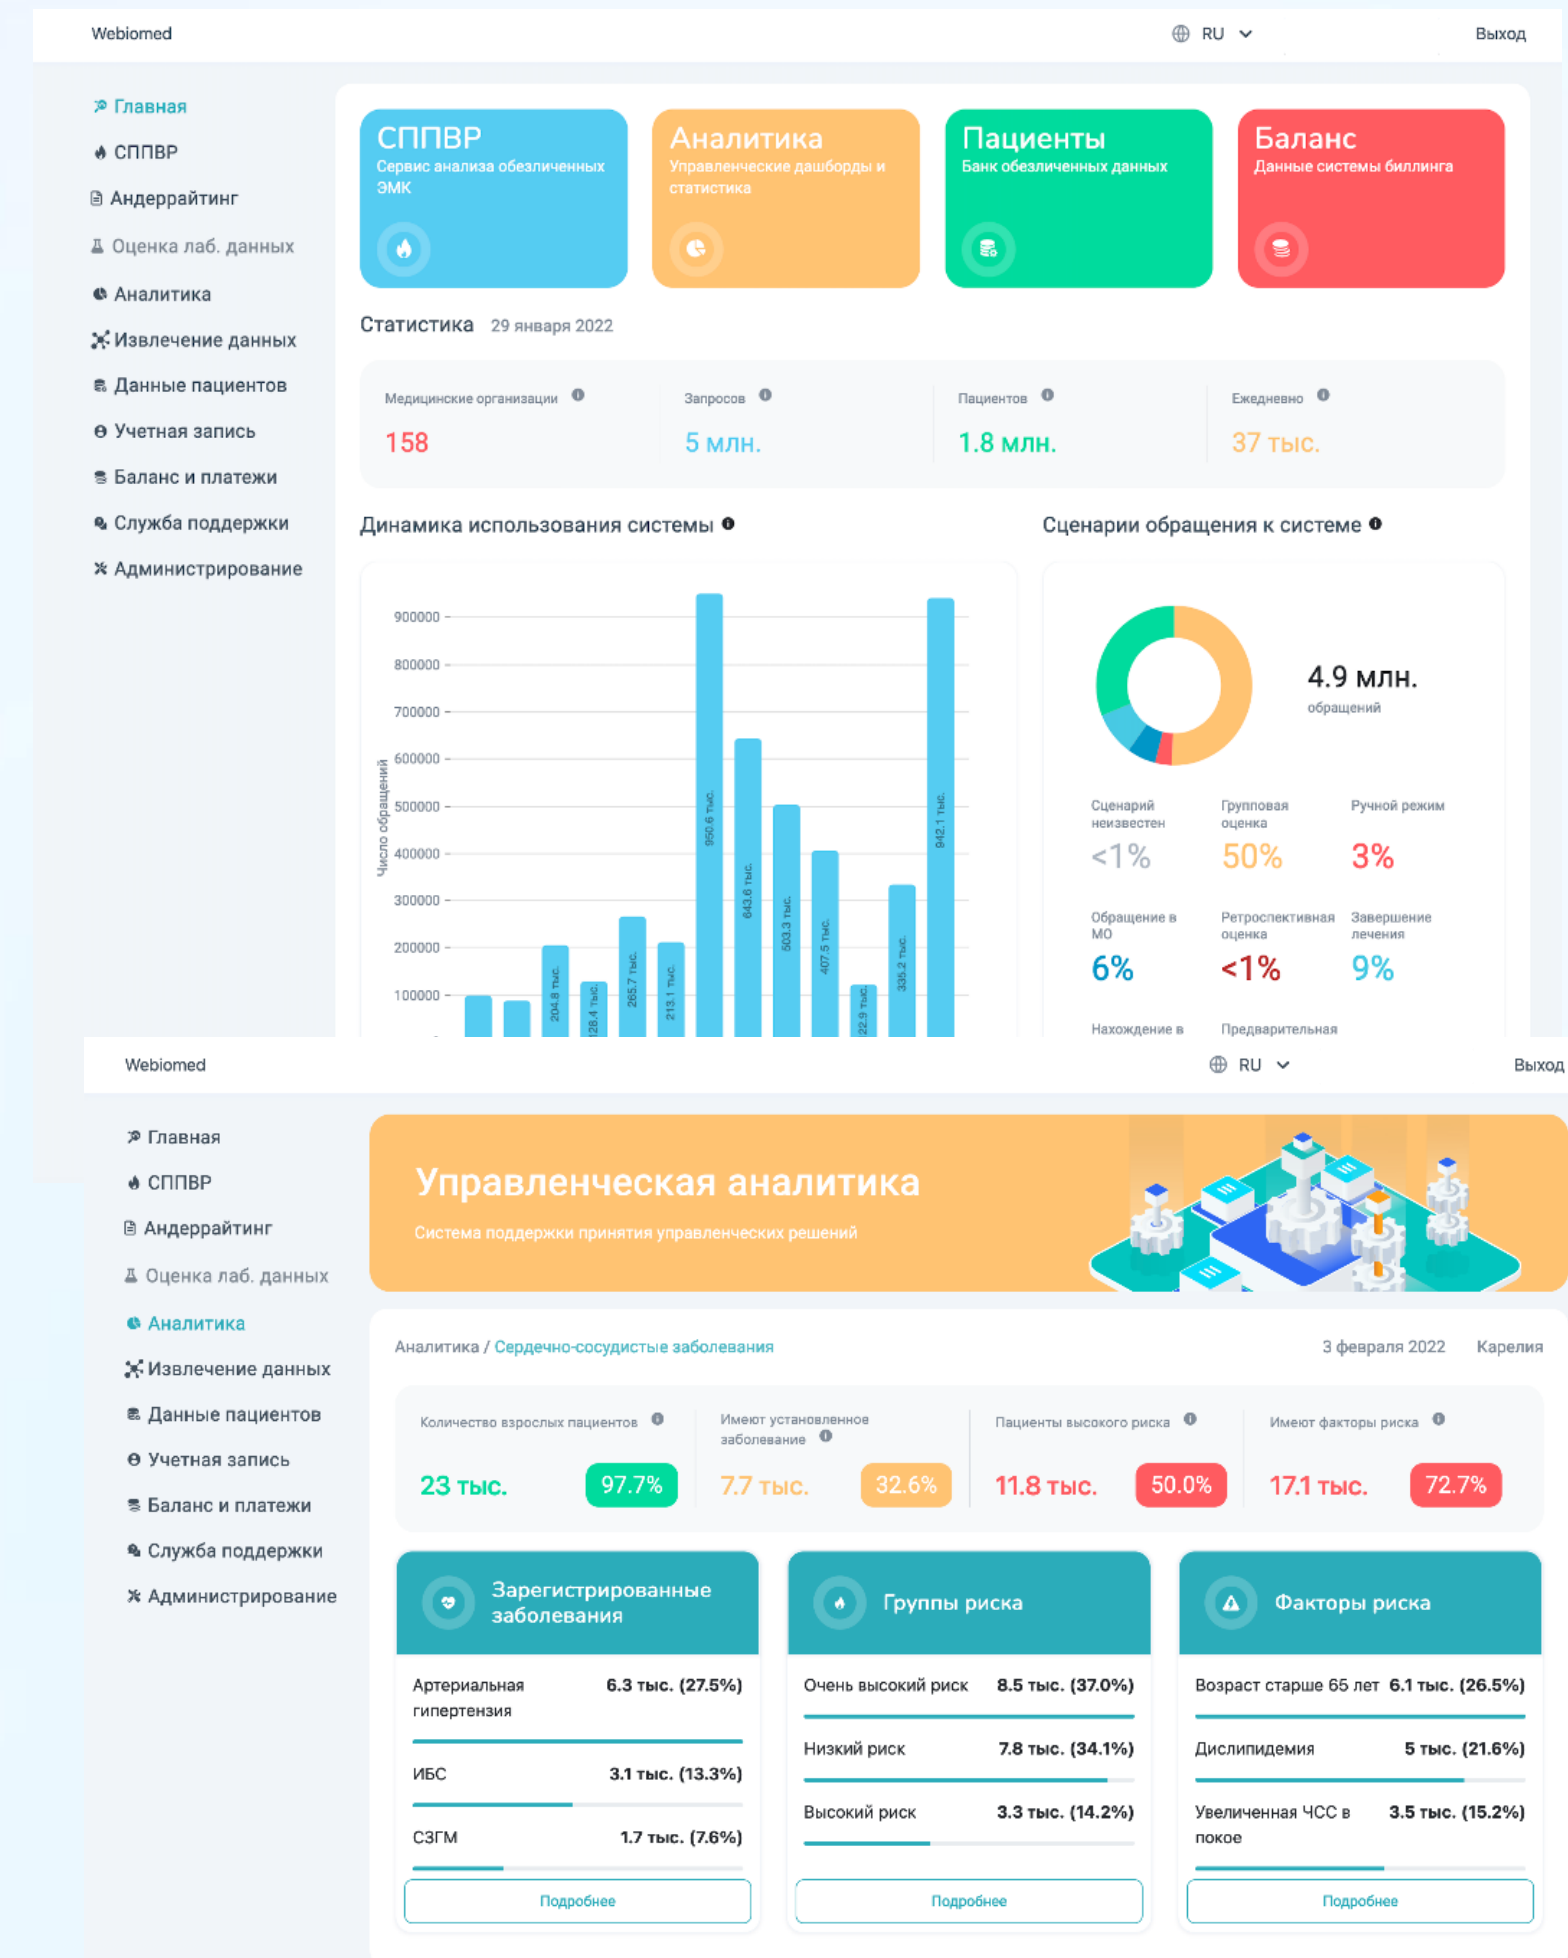 Webiomed
RU
Выход
Главная
СППВР
Андеррайтинг
Оценка лаб. данных
Аналитика
Извлечение данных
Данные пациентов
Учетная запись
Баланс и платежи
Служба поддержки
Администрирование
СППВР
Сервис анализа обезличенных
ЭМК
Аналитика
Управленческие дашборды и
статистика
Пациенты
Банк обезличенных данных
Баланс
Данные системы биллинга
Статистика 29 января 2022
Медицинские организации
158
Запросов
5 млн.
Пациентов
1.8 млн.
Ежедневно
37 тыс.
Динамика использования системы
Число обращений
900000
800000
700000
600000
500000
400000
300000
200000
100000
204.8 тыс.
128.4 тыс.
265.7 тыс.
213.1 тыс.
950.6 тыс.
643.6 тыс.
503.3 тыс.
407.5 тыс.
22.9 тыс.
335.2 тыс.
942.1 тыс.
Сценарии обращения к системе
4.9 млн.
обращений
Сценарий
неизвестен
<1%
Групповая
оценка
50%
Ручной режим
3%
Обращение в
МО
6%
Ретроспективная
оценка
<1%
Завершение
лечения
9%
Нахождение в
Предварительная
Webiomed
RU
Выход
Главная
СППВР
Андеррайтинг
Оценка лаб. данных
Аналитика
Извлечение данных
Данные пациентов
Учетная запись
Баланс и платежи
Служба поддержки
Администрирование
Управленческая аналитика
Система поддержки принятия управленческих решений
Аналитика / Сердечно-сосудистые заболевания
3 февраля 2022 Карелия
Количество взрослых пациентов
23 тыс. 97.7%
Имеют установленное
заболевание
7.7 тыс. 32.6%
Пациенты высокого риска
11.8 тыс. 50.0%
Имеют факторы риска
17.1 тыс. 72.7%
Зарегистрированные
заболевания
Артериальная
гипертензия
6.3 тыс. (27.5%)
ИБС 3.1 тыс. (13.3%)
СЗГМ 1.7 тыс. (7.6%)
Подробнее
Группы риска
Очень высокий риск 8.5 тыс. (37.0%)
Низкий риск 7.8 тыс. (34.1%)
Высокий риск 3.3 тыс. (14.2%)
Подробнее
Факторы риска
Возраст старше 65 лет 6.1 тыс. (26.5%)
Дислипидемия 5 тыс. (21.6%)
Увеличенная ЧСС в
покое
3.5 тыс. (15.2%)
Подробнее